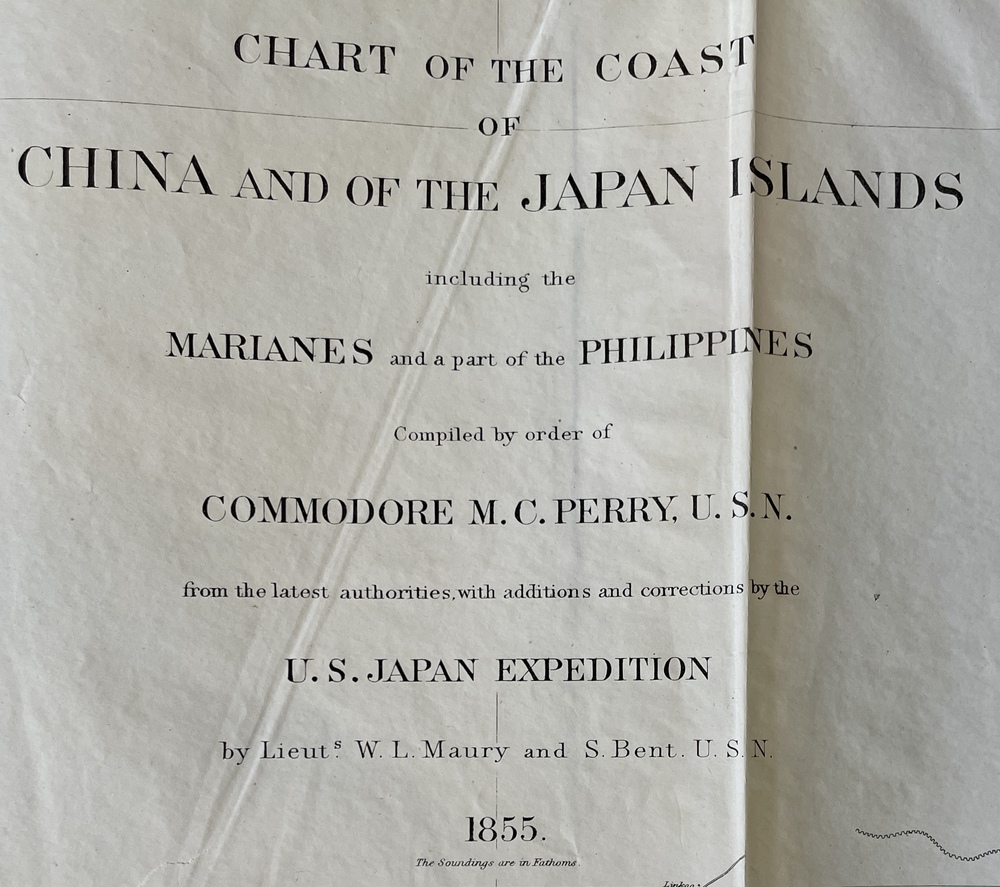 CHART OF THE COAST
OF
CHINA AND OF THE JAPAN ISLANDS
including the
MARIANES and a part of the PHILIPPINES
Compiled by order of
COMMODORE M. C. PERRY, U. S. N.
from the latest authorities, with additions and corrections by the
U. S. JAPAN EXPEDITION
by Lieutˢ. W. L. Maury and S. Bent. U. S. N.
1855.
The Soundings are in Fathoms.